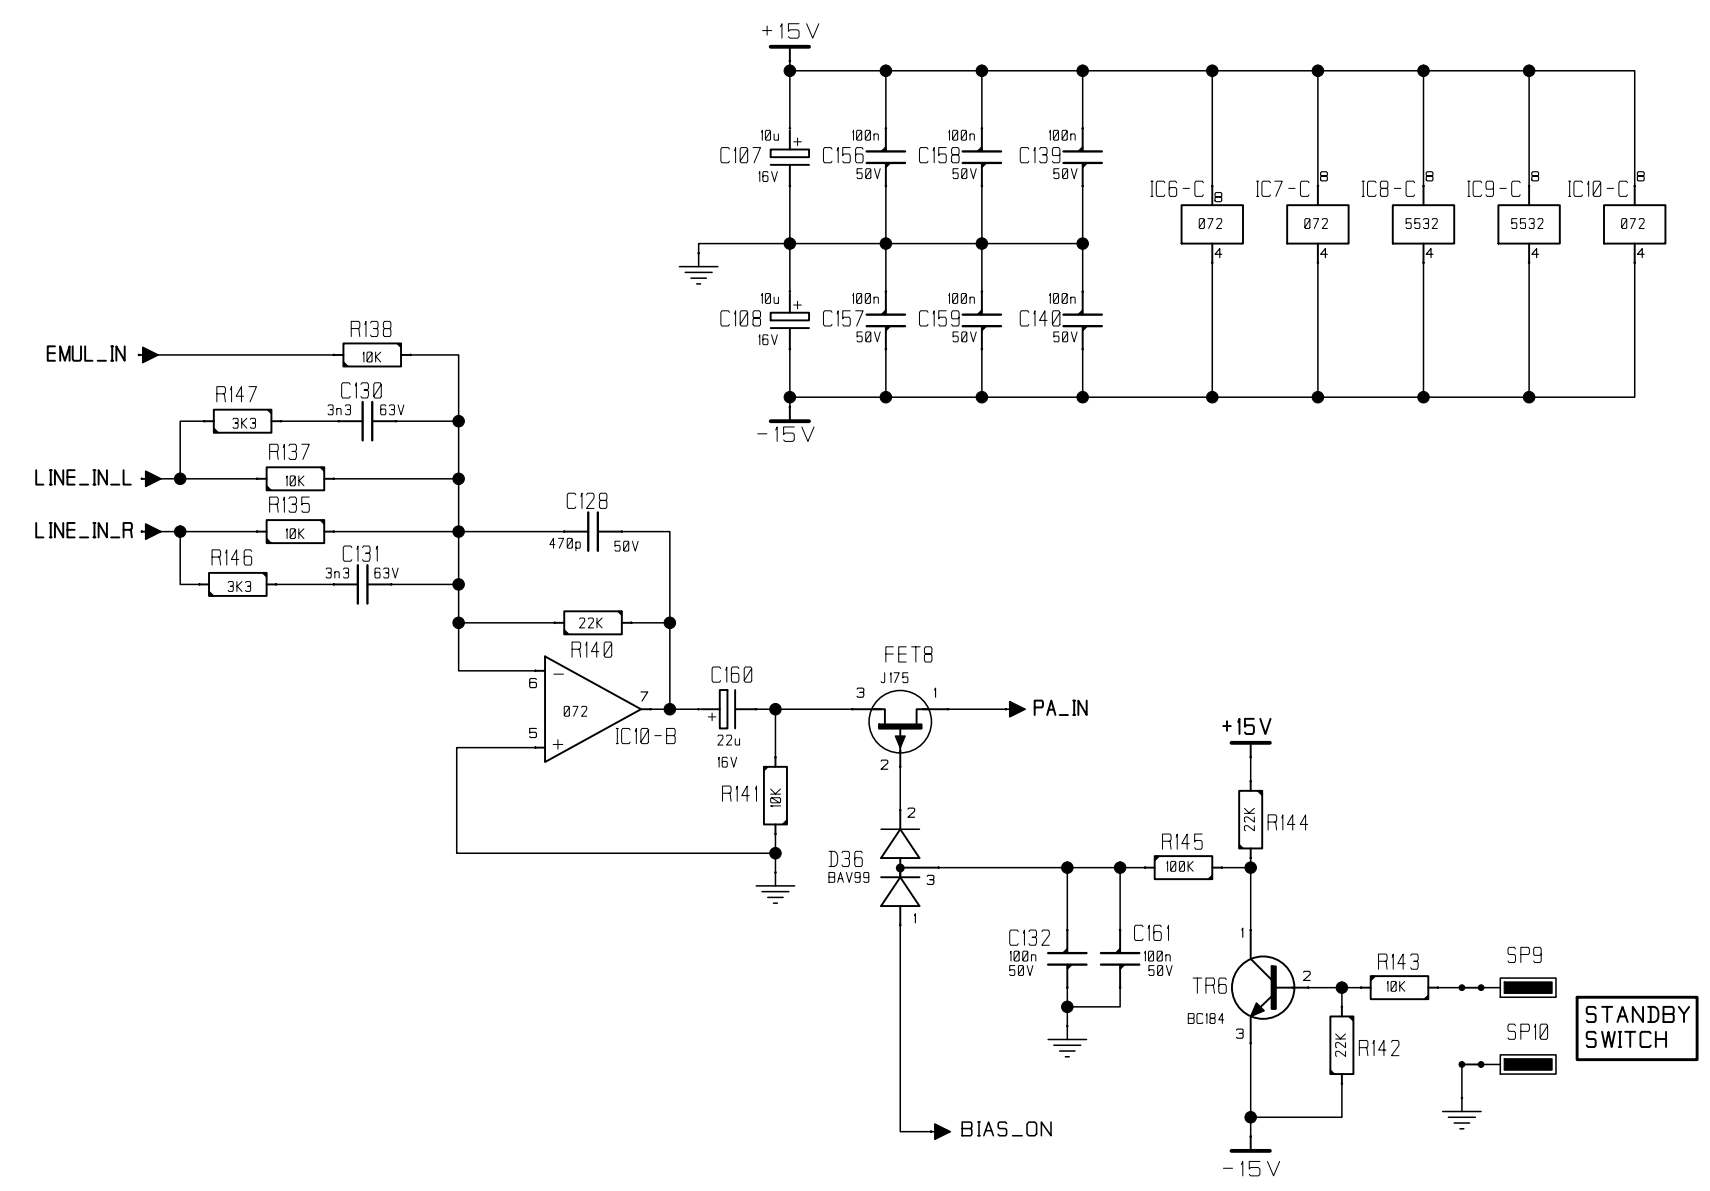 +15V
10u
+
C107
16V
100n
C156
50V
100n
C158
50V
100n
C139
50V
IC6-C
8
072
4
IC7-C
8
072
4
IC8-C
8
5532
4
IC9-C
8
5532
4
IC10-C
8
072
4
10u
+
C108
16V
100n
C157
50V
100n
C159
50V
100n
C140
50V
-15V
EMUL_IN
R138
10K
R147
3K3
C130
3n3 63V
LINE_IN_L
R137
10K
LINE_IN_R
R135
10K
R146
3K3
C131
3n3 63V
C128
470p 50V
22K
R140
6
-
5
+
072
7
IC10-B
C160
+
22u
16V
R141
10K
FET8
J175
3
1
2
PA_IN
2
D36
BAV99
3
1
BIAS_ON
C132
100n
50V
C161
100n
50V
R145
100K
+15V
22K
R144
1
TR6
BC184
2
3
R143
10K
22K
R142
-15V
SP9
SP10
STANDBY
SWITCH